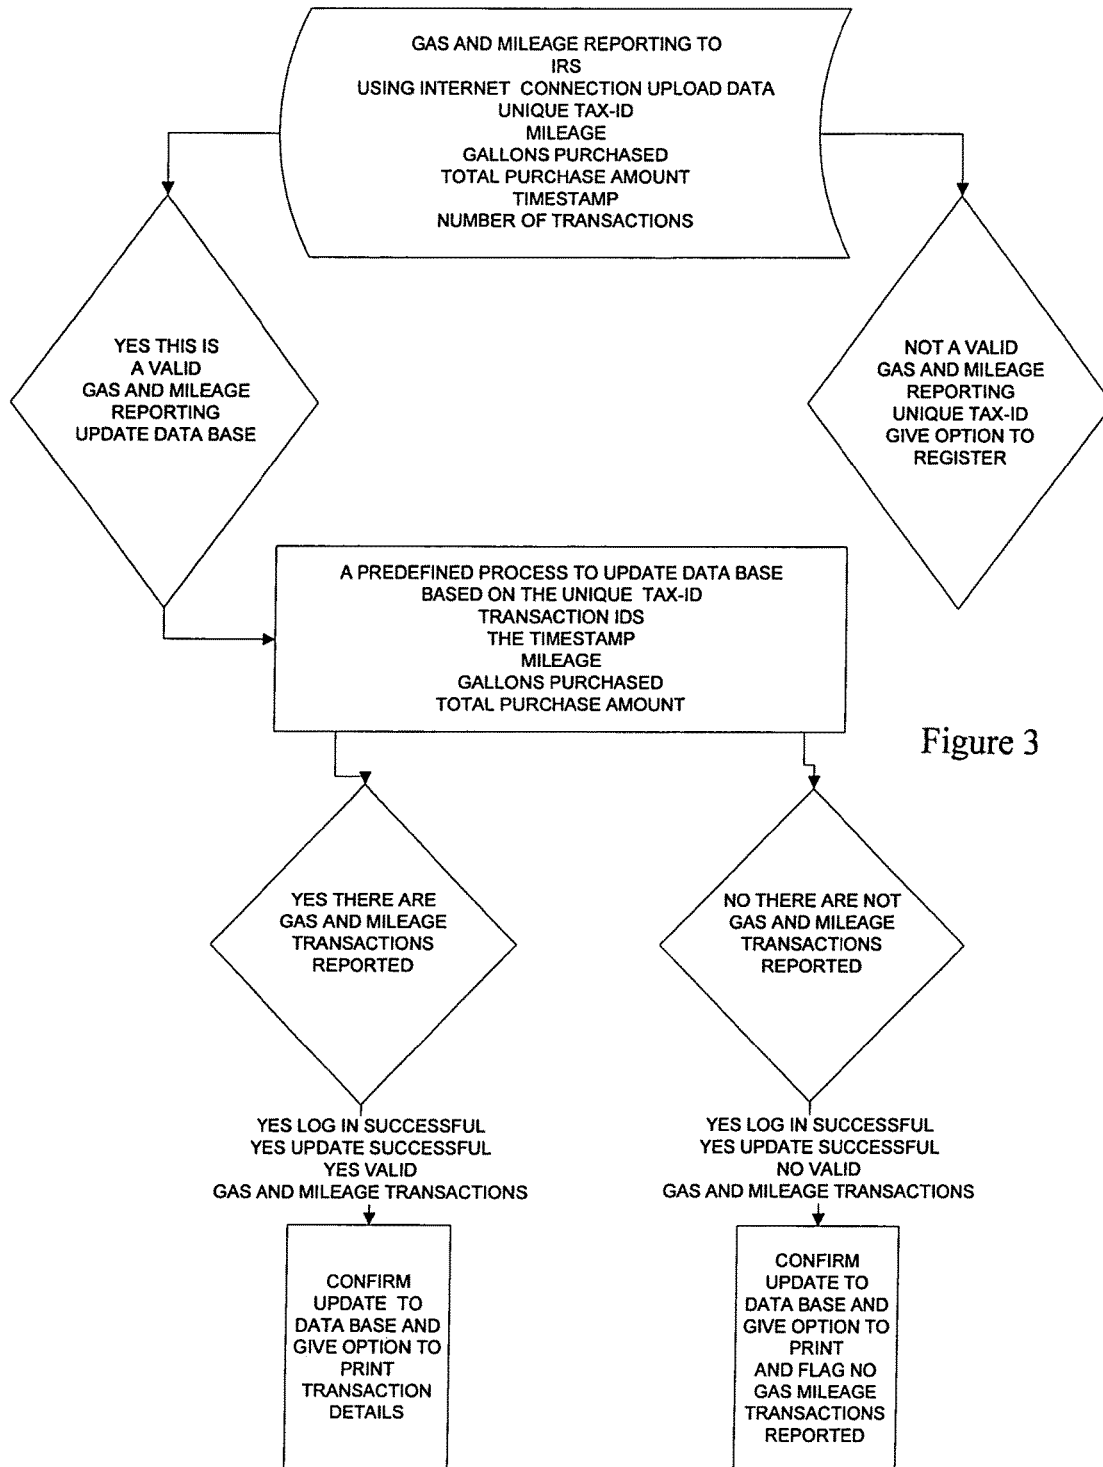 GAS AND MILEAGE REPORTING TO
IRS
USING INTERNET CONNECTION UPLOAD DATA
UNIQUE TAX-ID
MILEAGE
GALLONS PURCHASED
TOTAL PURCHASE AMOUNT
TIMESTAMP
NUMBER OF TRANSACTIONS
YES THIS IS
A VALID
GAS AND MILEAGE
REPORTING
UPDATE DATA BASE
NOT A VALID
GAS AND MILEAGE
REPORTING
UNIQUE TAX-ID
GIVE OPTION TO
REGISTER
A PREDEFINED PROCESS TO UPDATE DATA BASE
BASED ON THE UNIQUE TAX-ID
TRANSACTION IDS
THE TIMESTAMP
MILEAGE
GALLONS PURCHASED
TOTAL PURCHASE AMOUNT
Figure 3
YES THERE ARE
GAS AND MILEAGE
TRANSACTIONS
REPORTED
NO THERE ARE NOT
GAS AND MILEAGE
TRANSACTIONS
REPORTED
YES LOG IN SUCCESSFUL
YES UPDATE SUCCESSFUL
YES VALID
GAS AND MILEAGE TRANSACTIONS
YES LOG IN SUCCESSFUL
YES UPDATE SUCCESSFUL
NO VALID
GAS AND MILEAGE TRANSACTIONS
CONFIRM
UPDATE TO
DATA BASE AND
GIVE OPTION TO
PRINT
TRANSACTION
DETAILS
CONFIRM
UPDATE TO
DATA BASE AND
GIVE OPTION TO
PRINT
AND FLAG NO
GAS MILEAGE
TRANSACTIONS
REPORTED